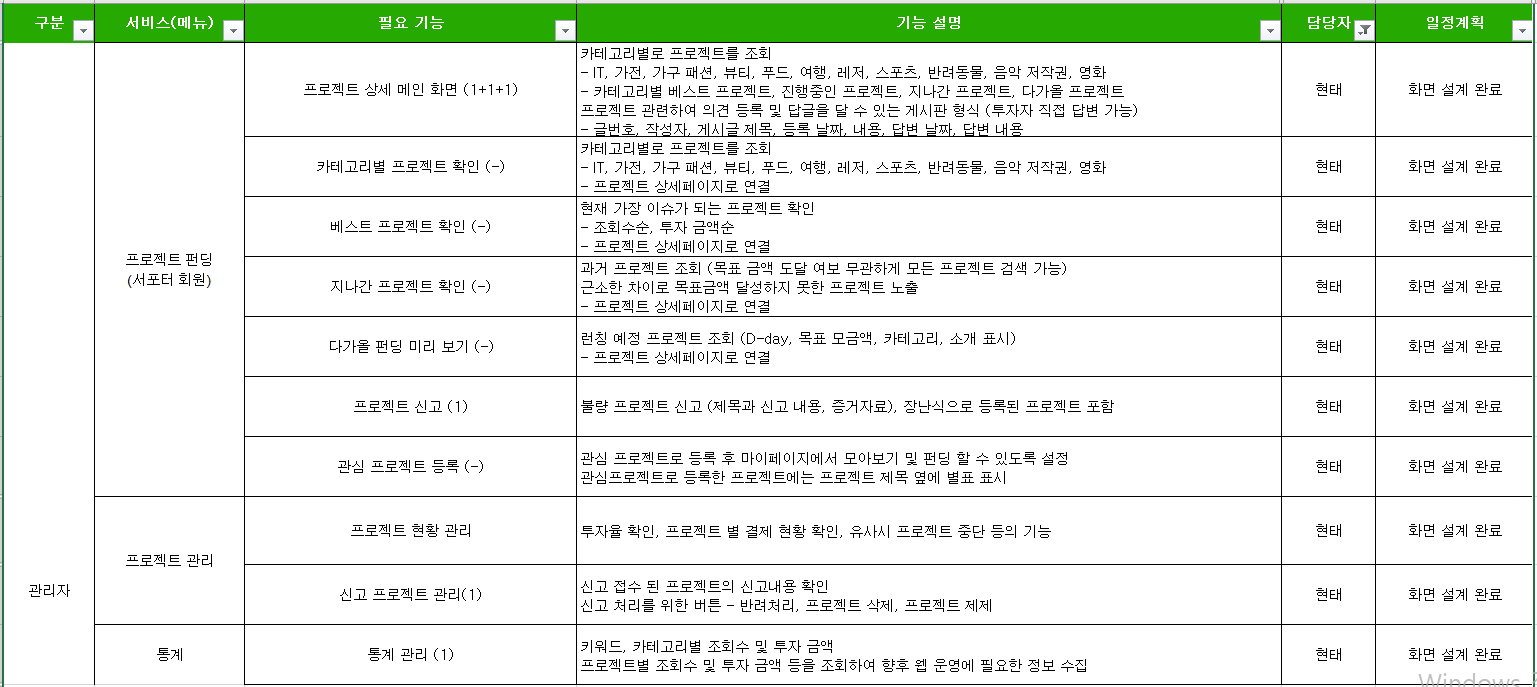 구분 서비스(메뉴) 필요 기능 기능 설명 담당자 일정계획
프로젝트 상세 메인 화면 (1+1+1)
카테고리별로 프로젝트를 조회
- IT, 가전, 가구 패션, 뷰티, 푸드, 여행, 레저, 스포츠, 반려동물, 음악 저작권, 영화
- 카테고리별 베스트 프로젝트, 진행중인 프로젝트, 지나간 프로젝트, 다가올 프로젝트
프로젝트 관련하여 의견 등록 및 답글을 달 수 있는 게시판 형식 (투자자 직접 답변 가능)
- 글번호, 작성자, 게시글 제목, 등록 날짜, 내용, 답변 날짜, 답변 내용
현태 화면 설계 완료
카테고리별 프로젝트 확인 (-)
카테고리별로 프로젝트를 조회
- IT, 가전, 가구 패션, 뷰티, 푸드, 여행, 레저, 스포츠, 반려동물, 음악 저작권, 영화
- 프로젝트 상세페이지로 연결
현태 화면 설계 완료
프로젝트 펀딩
(서포터 회원)
베스트 프로젝트 확인 (-)
현재 가장 이슈가 되는 프로젝트 확인
- 조회수순, 투자 금액순
- 프로젝트 상세페이지로 연결
현태 화면 설계 완료
지나간 프로젝트 확인 (-)
과거 프로젝트 조회 (목표 금액 도달 여보 무관하게 모든 프로젝트 검색 가능)
근소한 차이로 목표금액 달성하지 못한 프로젝트 노출
- 프로젝트 상세페이지로 연결
현태 화면 설계 완료
다가올 펀딩 미리 보기 (-)
런칭 예정 프로젝트 조회 (D-day, 목표 모금액, 카테고리, 소개 표시)
- 프로젝트 상세페이지로 연결
현태 화면 설계 완료
프로젝트 신고 (1)
불량 프로젝트 신고 (제목과 신고 내용, 증거자료), 장난식으로 등록된 프로젝트 포함
현태 화면 설계 완료
관심 프로젝트 등록 (-)
관심 프로젝트로 등록 후 마이페이지에서 모아보기 및 펀딩 할 수 있도록 설정
관심프로젝트로 등록한 프로젝트에는 프로젝트 제목 옆에 별표 표시
현태 화면 설계 완료
관리자
프로젝트 관리
프로젝트 현황 관리
투자율 확인, 프로젝트 별 결제 현황 확인, 유사시 프로젝트 중단 등의 기능
현태 화면 설계 완료
신고 프로젝트 관리(1)
신고 접수 된 프로젝트의 신고내용 확인
신고 처리를 위한 버튼 - 반려처리, 프로젝트 삭제, 프로젝트 제제
현태 화면 설계 완료
통계
통계 관리 (1)
키워드, 카테고리별 조회수 및 투자 금액
프로젝트별 조회수 및 투자 금액 등을 조회하여 향후 웹 운영에 필요한 정보 수집
현태 화면 설계 완료
Windows